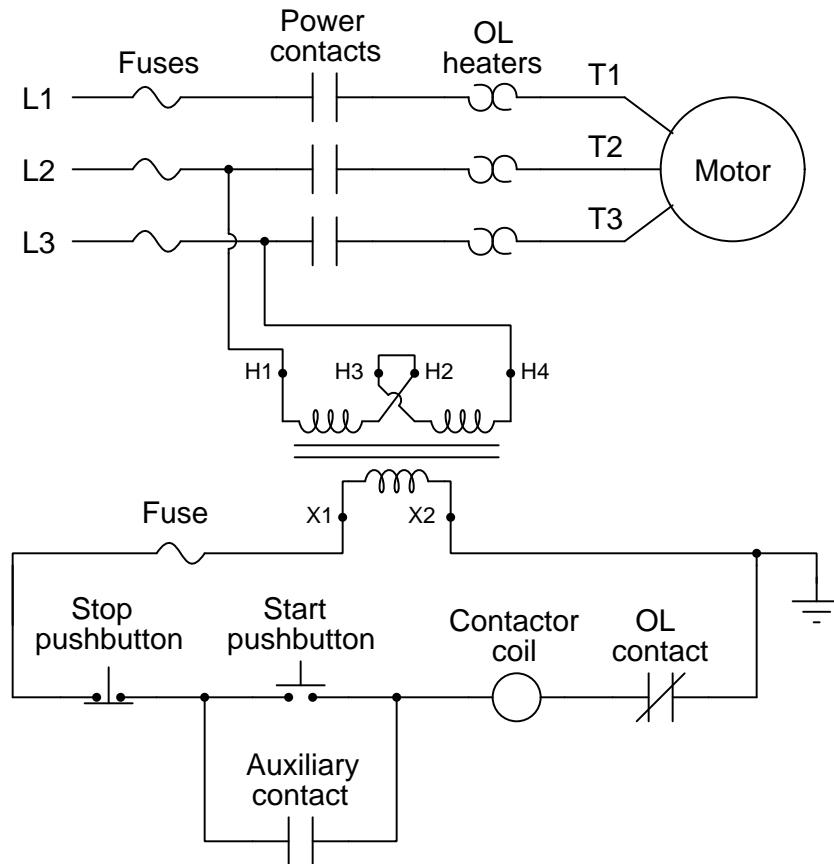 Power
contacts
OL
heaters
Fuses
T1
L1
T2
L2
Motor
T3
L3
H1
H3
H2
H4
Fuse
X1
X2
Stop
pushbutton
Start
pushbutton
Contactor
coil
OL
contact
Auxiliary
contact